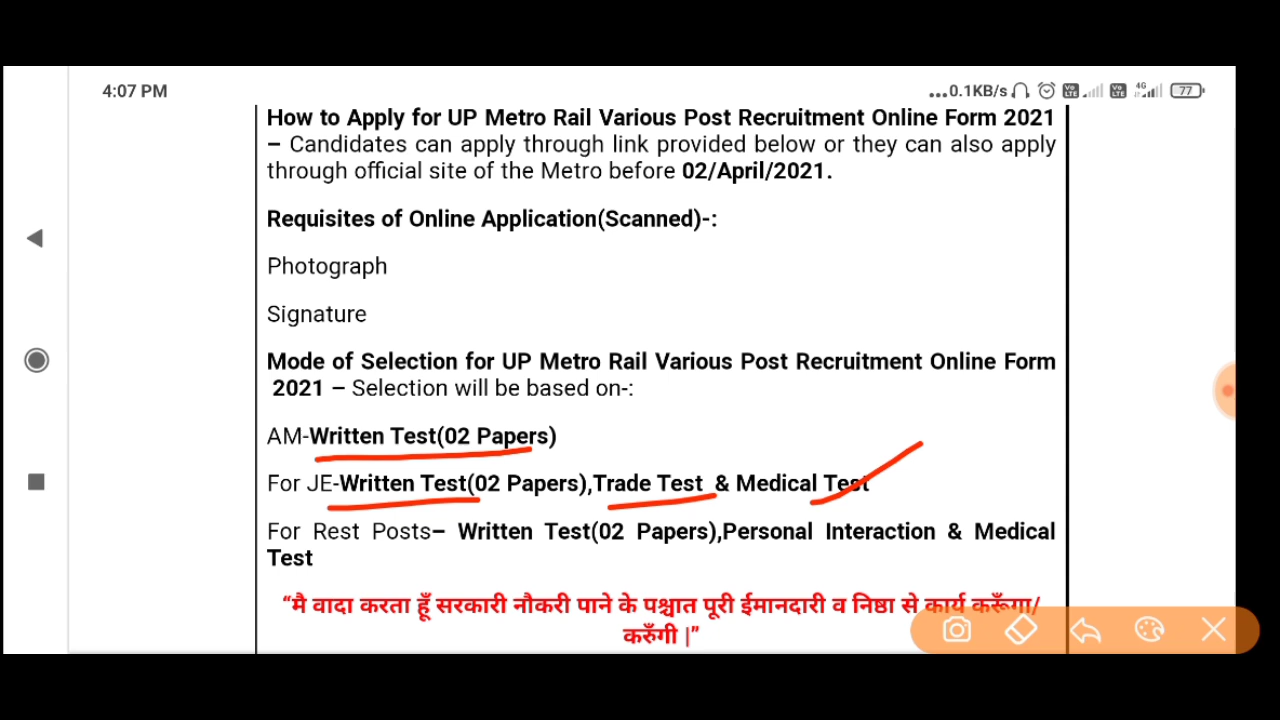 4:07 PM
...0.1KB/s Vo LTE Vo LTE 4G 77
How to Apply for UP Metro Rail Various Post Recruitment Online Form 2021
– Candidates can apply through link provided below or they can also apply
through official site of the Metro before 02/April/2021.
Requisites of Online Application(Scanned)-:
Photograph
Signature
Mode of Selection for UP Metro Rail Various Post Recruitment Online Form
2021 – Selection will be based on-:
AM-Written Test(02 Papers)
For JE-Written Test(02 Papers),Trade Test & Medical Test
For Rest Posts– Written Test(02 Papers),Personal Interaction & Medical
Test
“मै वादा करता हूँ सरकारी नौकरी पाने के पश्चात पूरी ईमानदारी व निष्ठा से कार्य करूँगा/
करुँगी |”